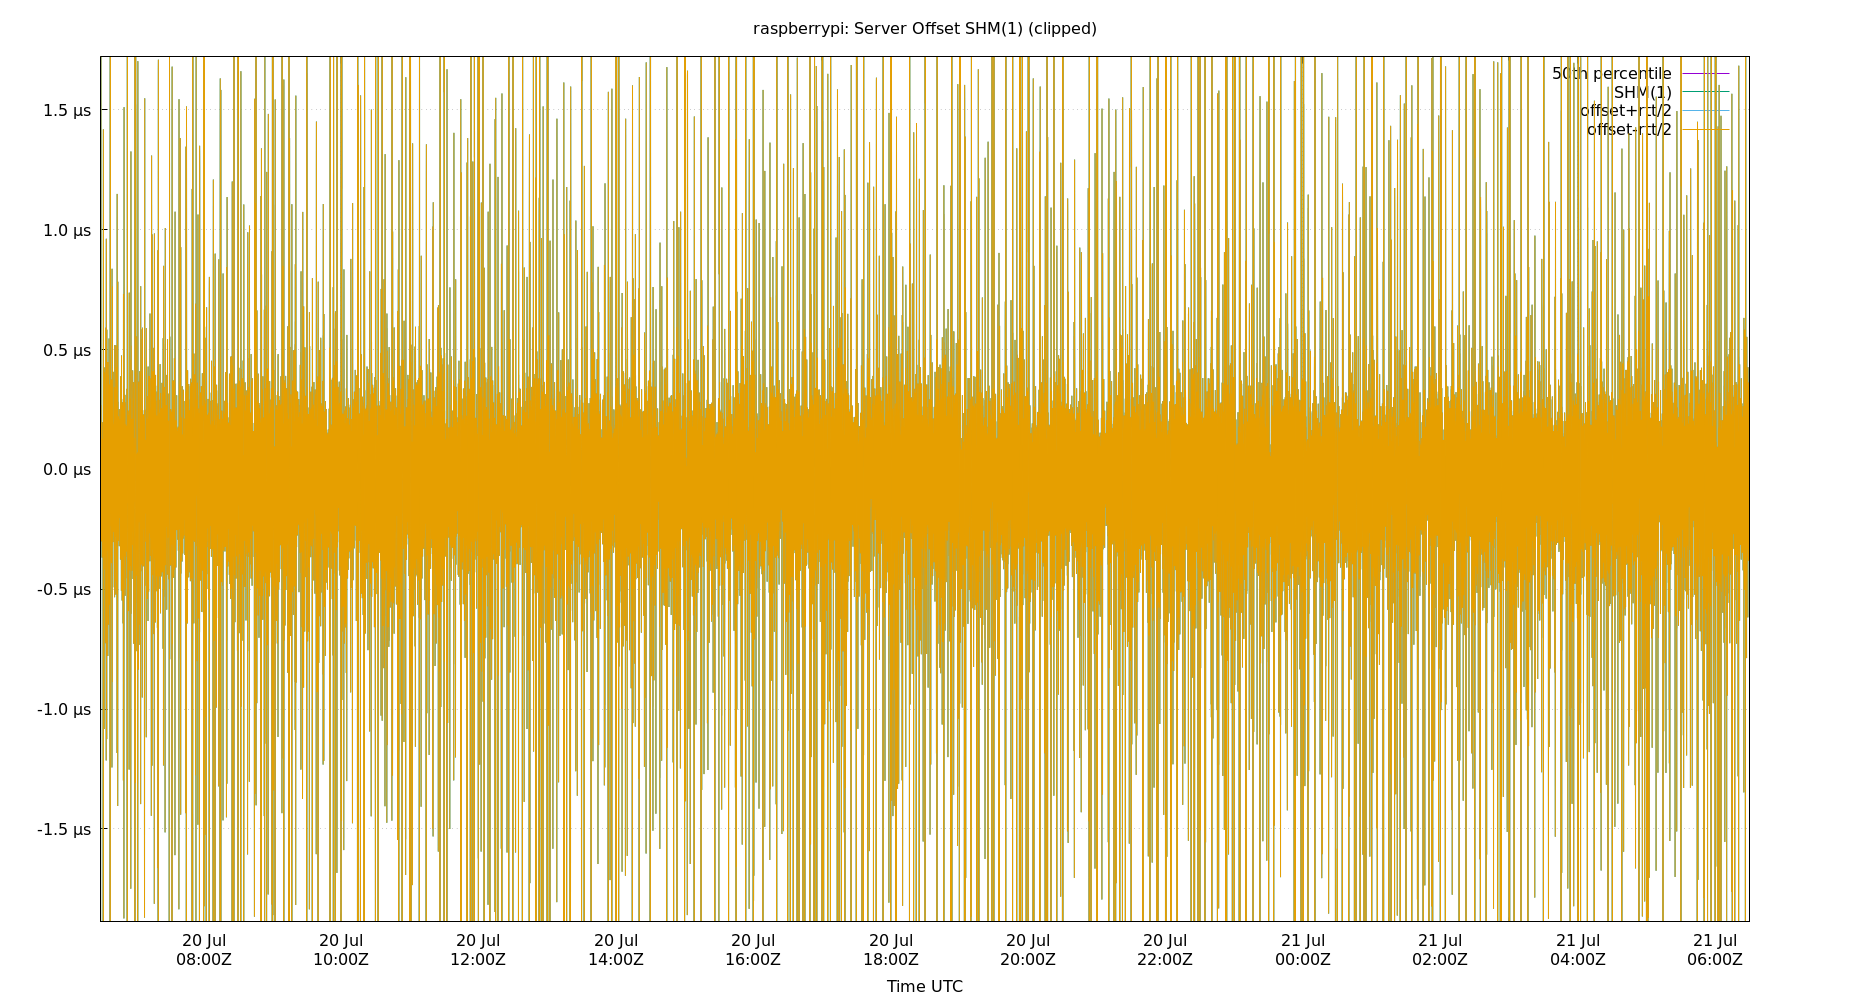 raspberrypi: Server Offset SHM(1) (clipped)
50th percentile
SHM(1)
offset+rtt/2
offset-rtt/2
1.5 µs
1.0 µs
0.5 µs
0.0 µs
-0.5 µs
-1.0 µs
-1.5 µs
20 Jul 20 Jul 20 Jul 20 Jul 20 Jul 20 Jul 20 Jul 20 Jul 21 Jul 21 Jul 21 Jul 21 Jul
08:00Z 10:00Z 12:00Z 14:00Z 16:00Z 18:00Z 20:00Z 22:00Z 00:00Z 02:00Z 04:00Z 06:00Z
Time UTC